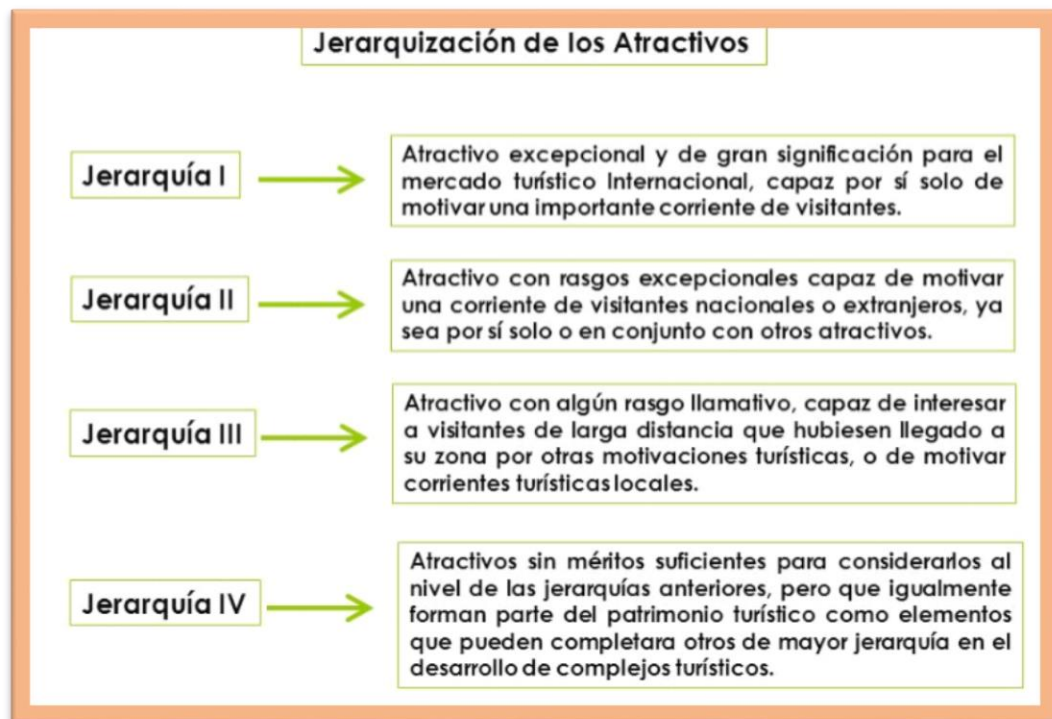 Jerarquización de los Atractivos
Jerarquía I
Atractivo excepcional y de gran significación para el
mercado turístico Internacional, capaz por sí solo de
motivar una importante corriente de visitantes.
Jerarquía II
Atractivo con rasgos excepcionales capaz de motivar
una corriente de visitantes nacionales o extranjeros, ya
sea por sí solo o en conjunto con otros atractivos.
Jerarquía III
Atractivo con algún rasgo llamativo, capaz de interesar
a visitantes de larga distancia que hubiesen llegado a
su zona por otras motivaciones turísticas, o de motivar
corrientes turísticas locales.
Jerarquía IV
Atractivos sin méritos suficientes para considerarlos al
nivel de las jerarquías anteriores, pero que igualmente
forman parte del patrimonio turístico como elementos
que pueden completara otros de mayor jerarquía en el
desarrollo de complejos turísticos.